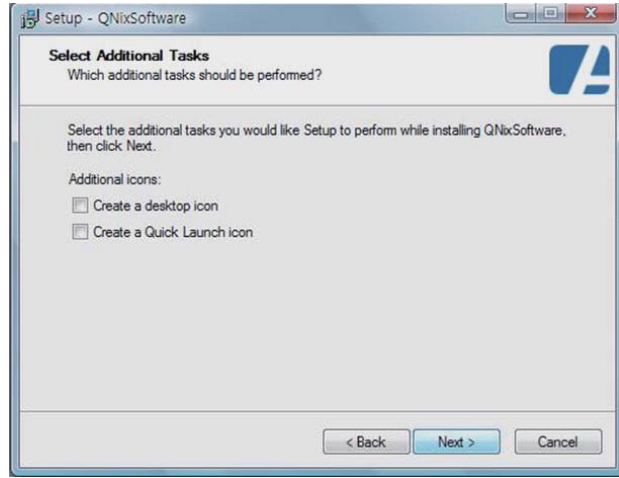 Setup - QNixSoftware
Select Additional Tasks
Which additional tasks should be performed?
Select the additional tasks you would like Setup to perform while installing QNixSoftware,
then click Next.
Additional icons:
Create a desktop icon
Create a Quick Launch icon
< Back
Next >
Cancel